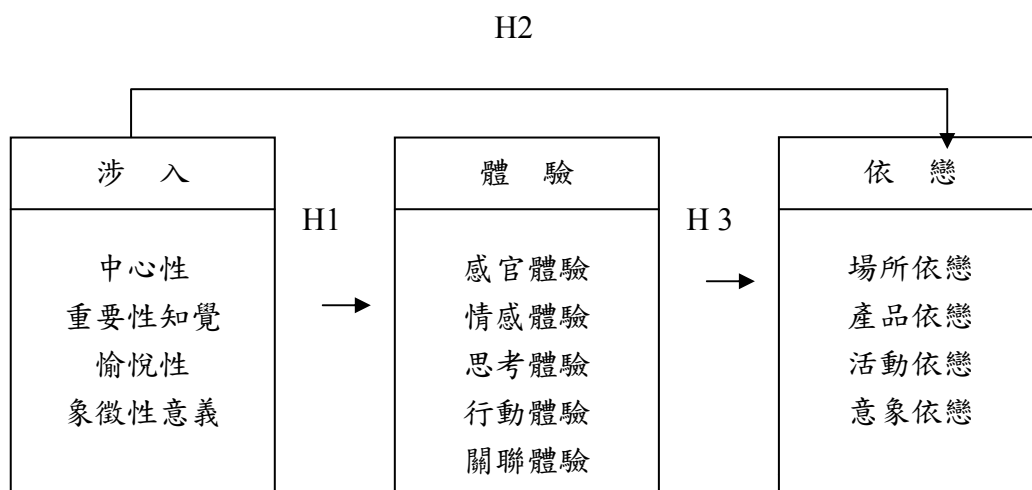 H2
涉 入
中心性
重要性知覺
愉悅性
象徵性意義
H1
體 驗
感官體驗
情感體驗
思考體驗
行動體驗
關聯體驗
H 3
依 戀
場所依戀
產品依戀
活動依戀
意象依戀